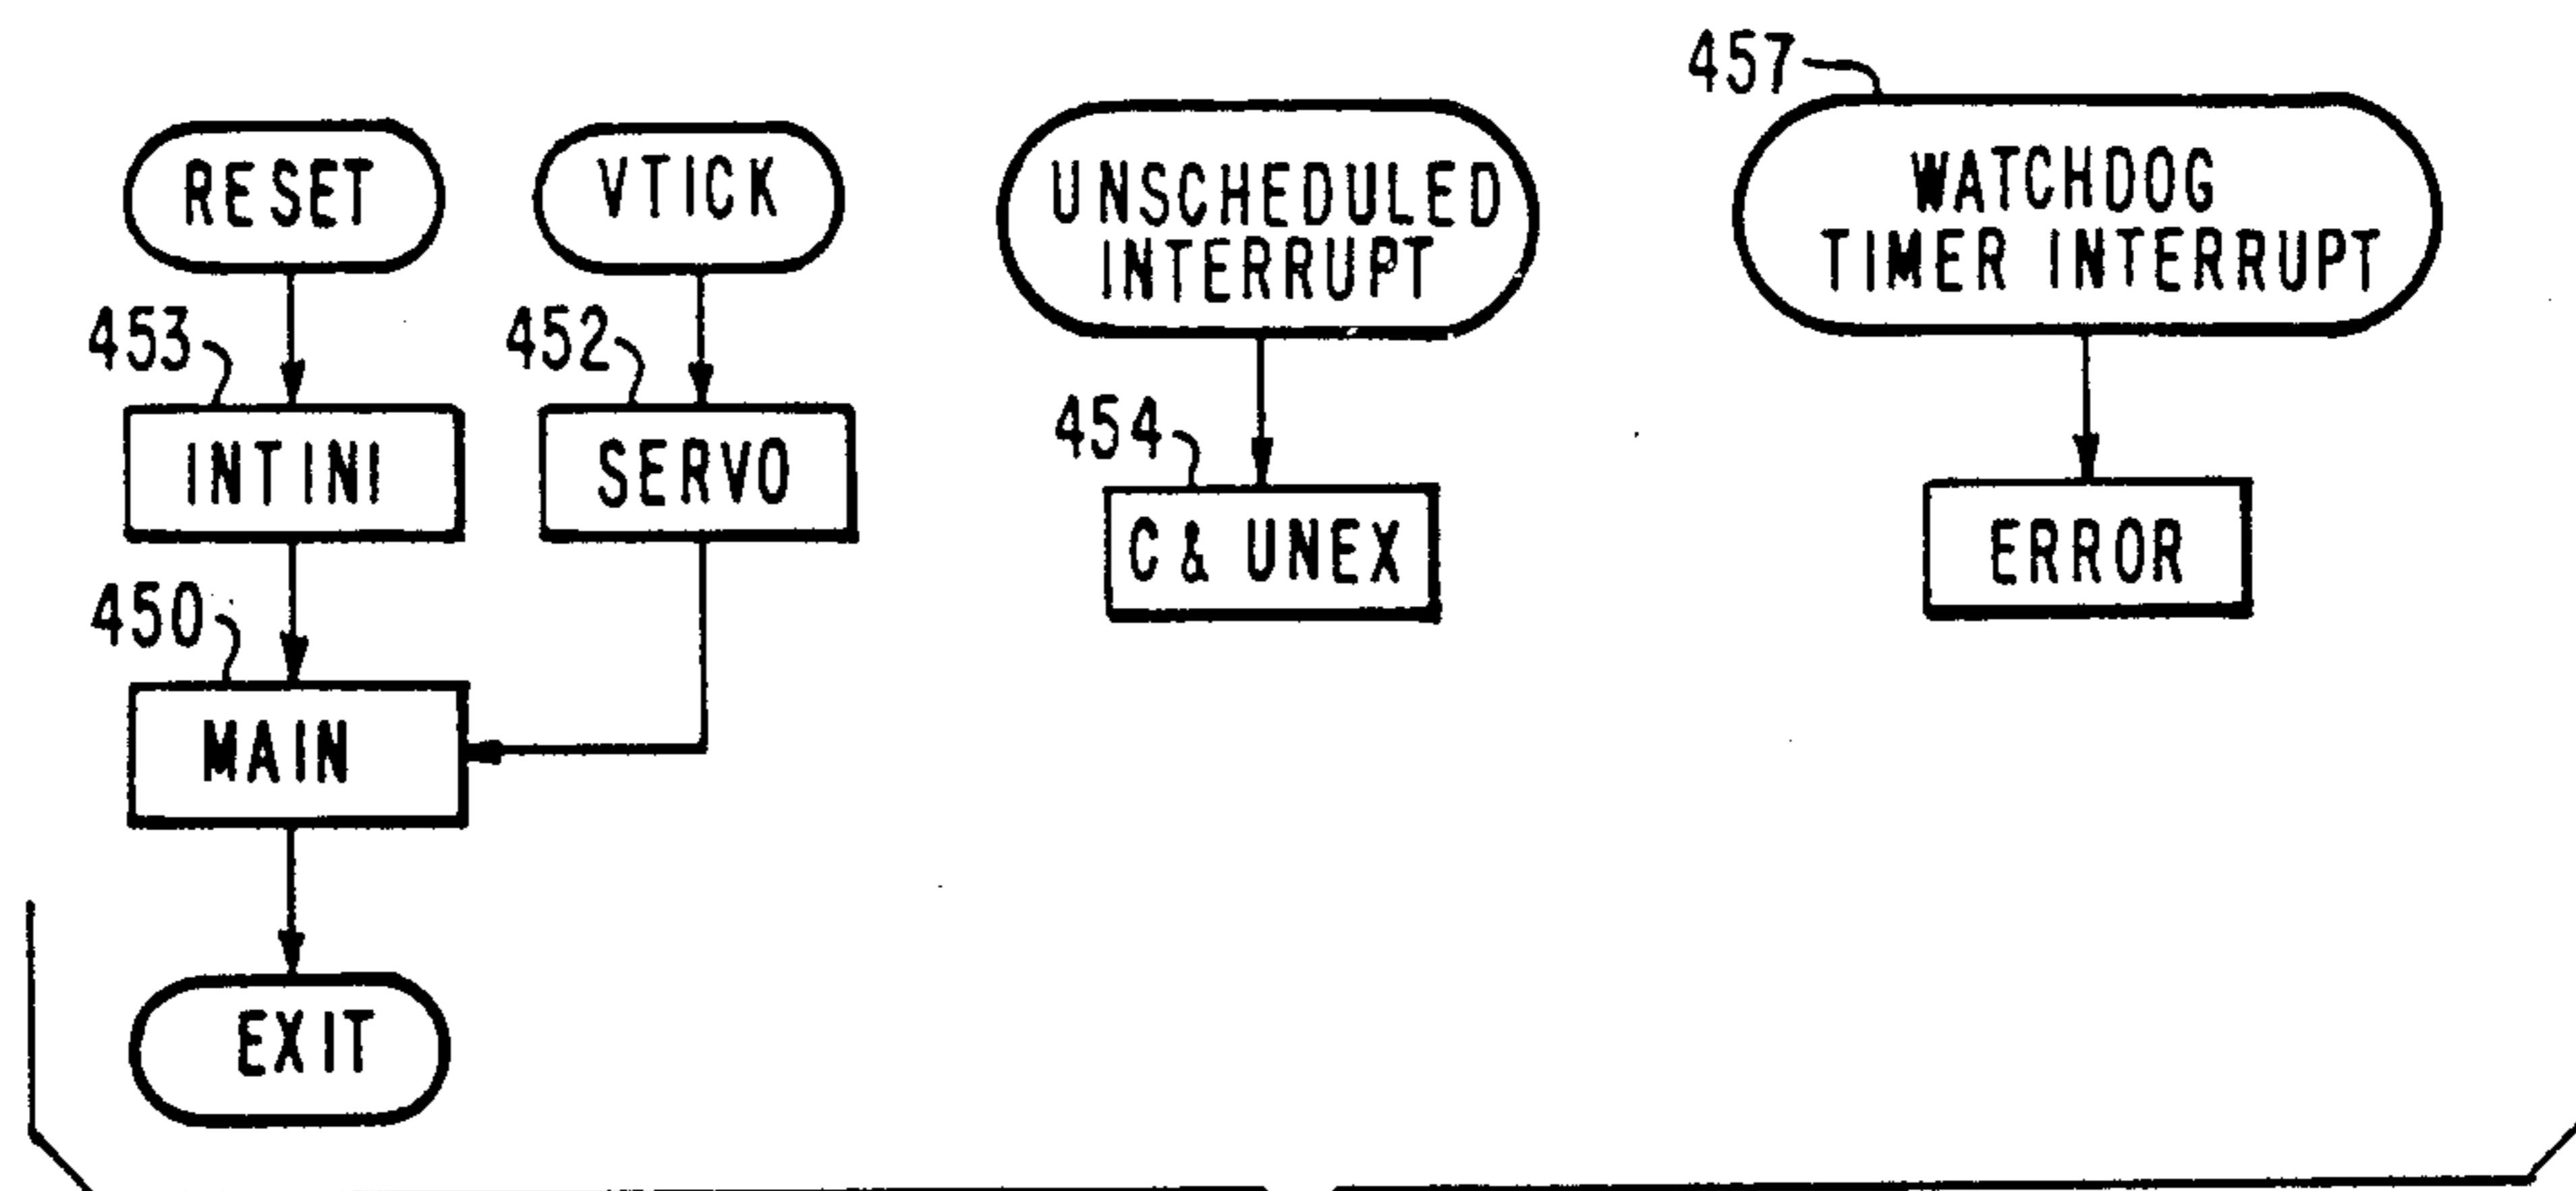 457
RESET
VTICK
UNSCHEDULED
INTERRUPT
WATCHDOG
TIMER INTERRUPT
453
452
INTINI
SERVO
454
C & UNEX
ERROR
450
MAIN
EXIT